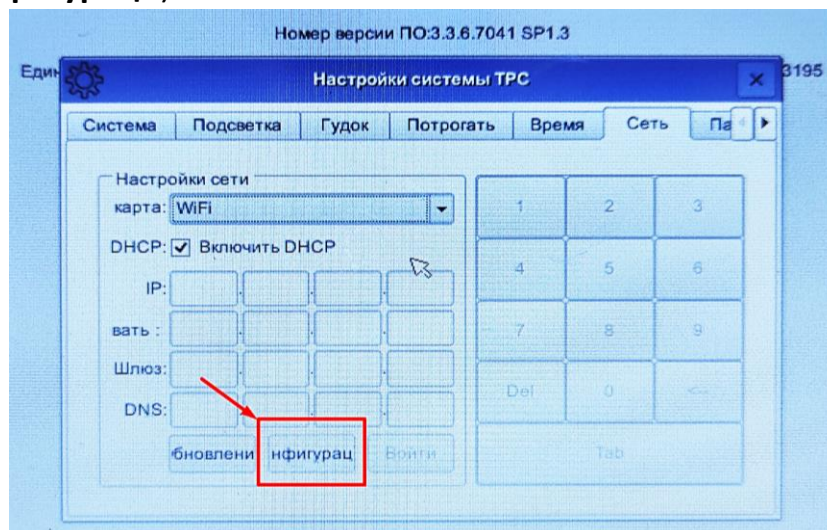 Номер версии ПО:3.3.6.7041 SP1.3
3195
Настройки системы TPC
Система Подсветка Гудок Потрогать Время Сеть Па
Настройки сети
карта: WiFi
DHCP: Включить DHCP
IP:
вать :
Шлюз:
DNS:
бновлени нфигурац Войти
1 2 3
4 5 6
7 8 9
Del 0 <--
Tab